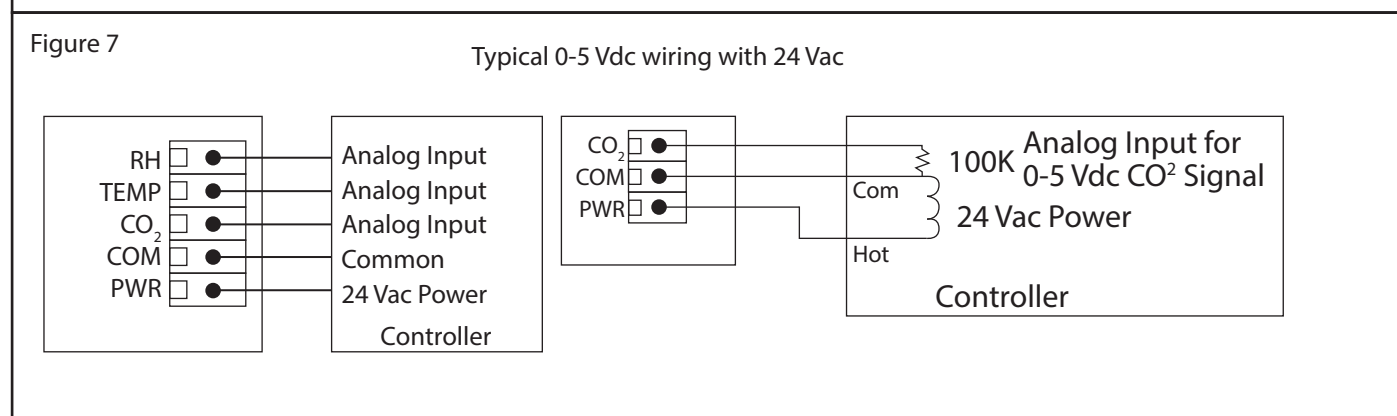 Figure 7
Typical 0-5 Vdc wiring with 24 Vac
RH
TEMP
CO₂
COM
PWR
Analog Input
Analog Input
Analog Input
Common
24 Vac Power
Controller
CO₂
COM
PWR
Com
Hot
100K
Analog Input for
0-5 Vdc CO² Signal
24 Vac Power
Controller